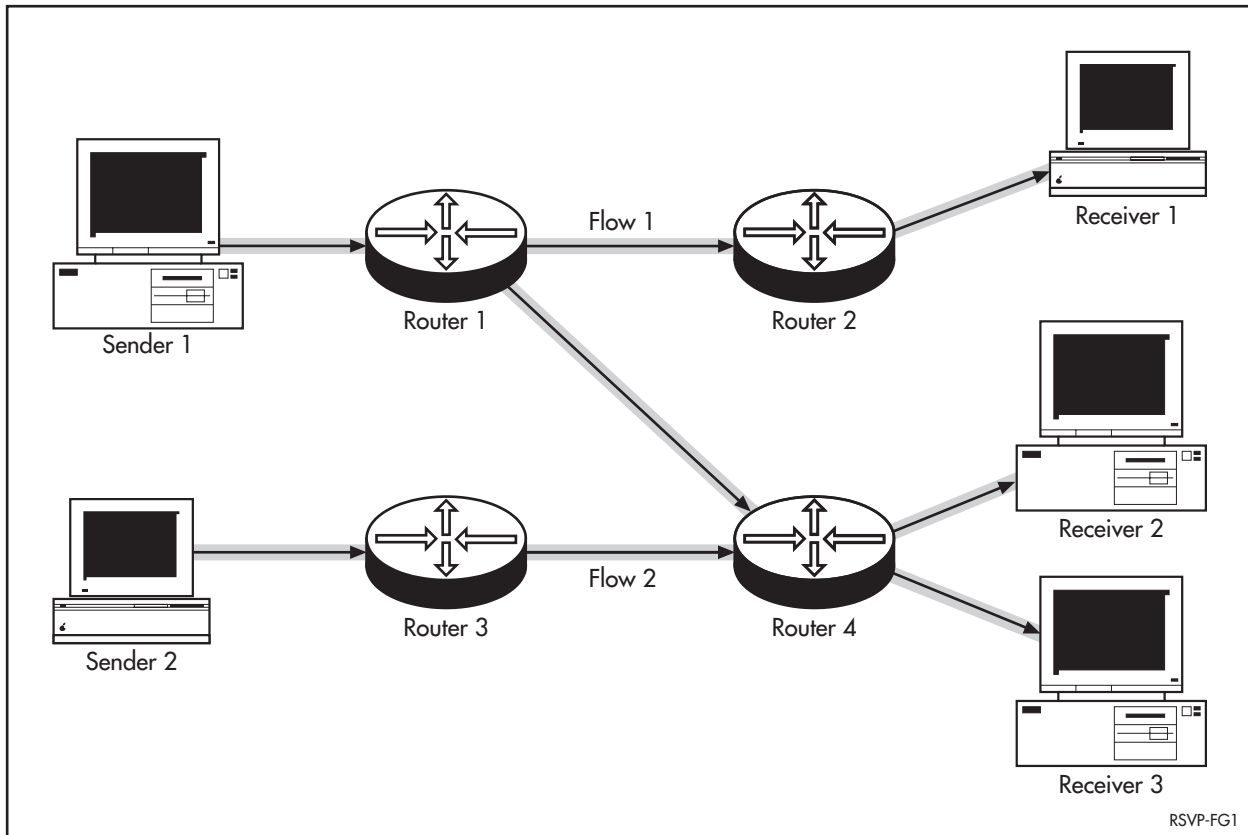 Receiver 1
Flow 1
Router 1
Router 2
Sender 1
Receiver 2
Flow 2
Router 3
Router 4
Sender 2
Receiver 3
RSVP-FG1